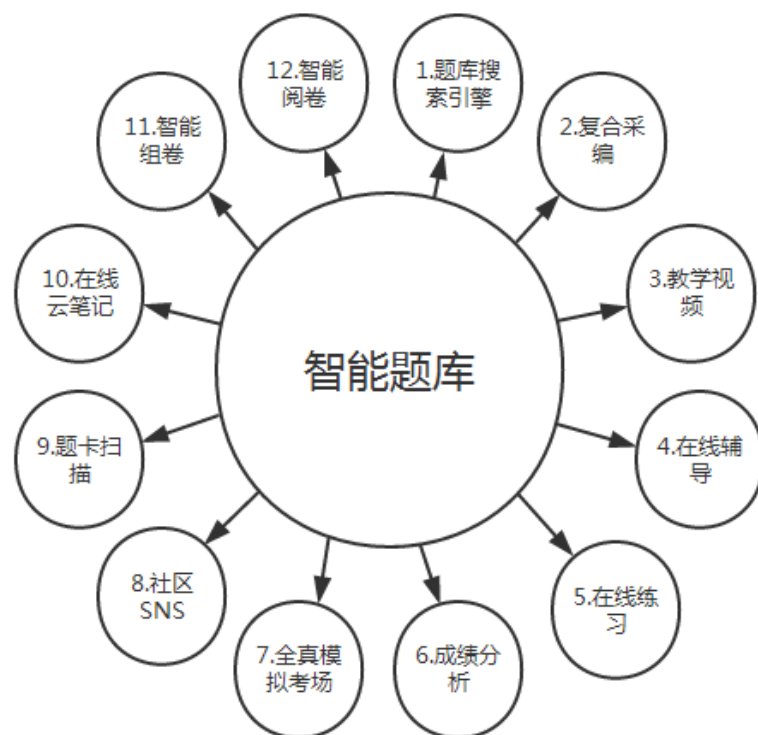 智能题库
1.题库搜
索引擎
2.复合采
编
3.教学视
频
4.在线辅
导
5.在线练
习
6.成绩分
析
7.全真模
拟考场
8.社区
SNS
9.题卡扫
描
10.在线
云笔记
11.智能
组卷
12.智能
阅卷